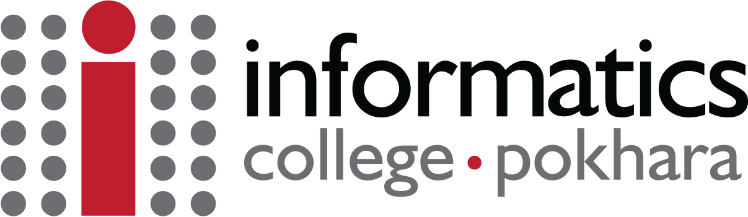 informatics
college • pokhara